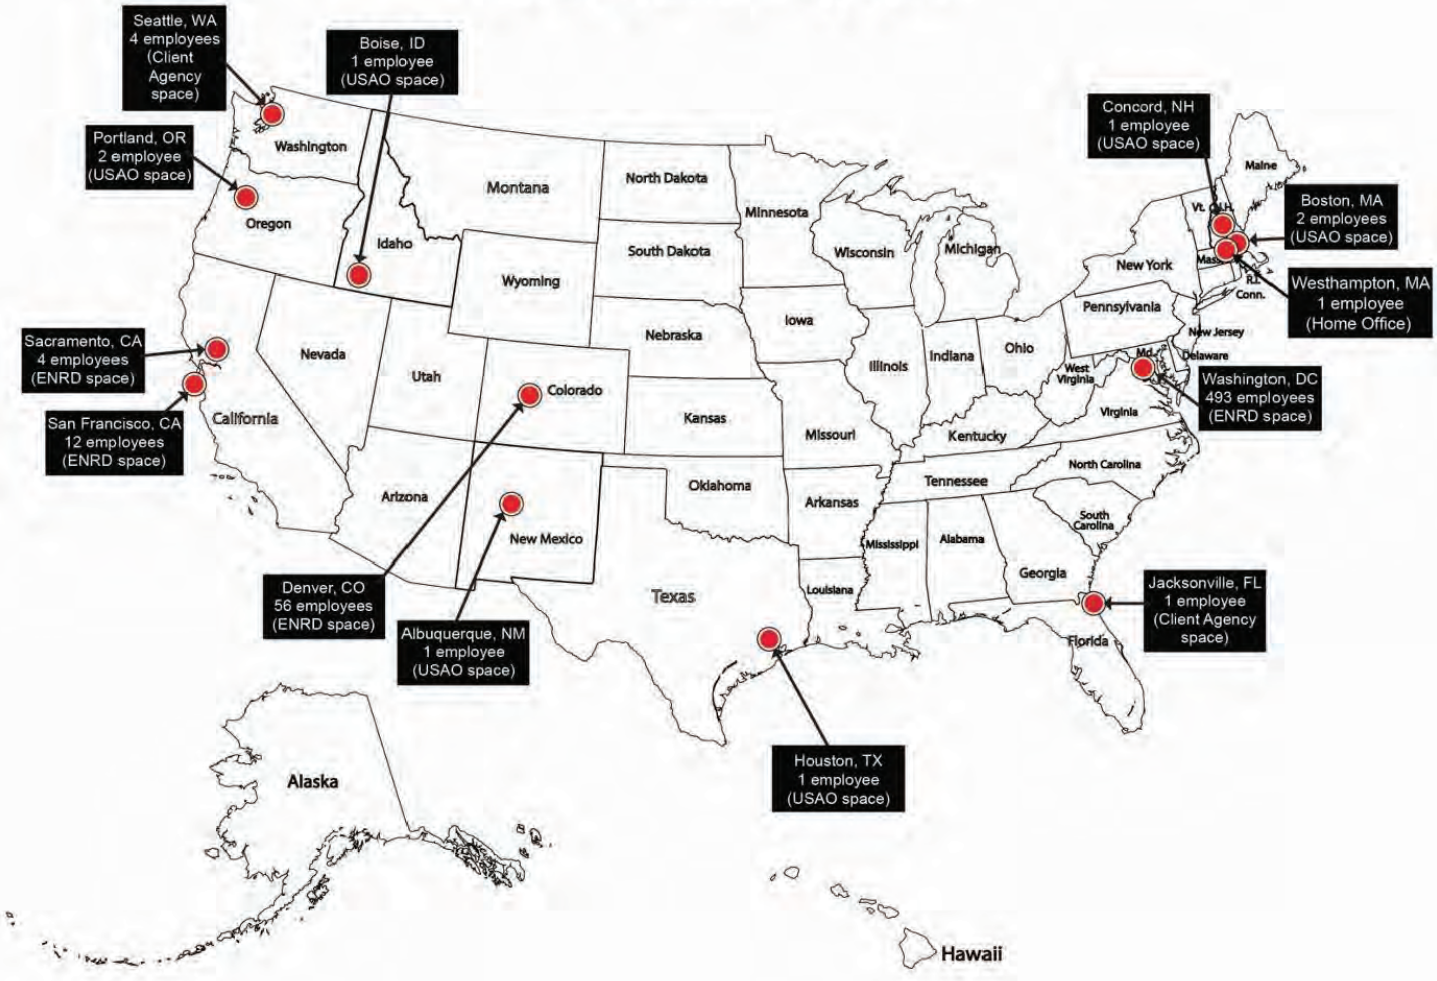 Seattle, WA
4 employees
(Client
Agency
space)
Boise, ID
1 employee
(USAO space)
Portland, OR
2 employee
(USAO space)
Concord, NH
1 employee
(USAO space)
Boston, MA
2 employees
(USAO space)
Westhampton, MA
1 employee
(Home Office)
Sacramento, CA
4 employees
(ENRD space)
San Francisco, CA
12 employees
(ENRD space)
Washington, DC
493 employees
(ENRD space)
Denver, CO
56 employees
(ENRD space)
Albuquerque, NM
1 employee
(USAO space)
Jacksonville, FL
1 employee
(Client Agency
space)
Houston, TX
1 employee
(USAO space)
Washington
Oregon
Idaho
Montana
North Dakota
South Dakota
Minnesota
Wisconsin
Michigan
Maine
Vt.
N.H.
Mass
R.I.
Conn.
New York
Pennsylvania
New Jersey
Delaware
Md.
West
Virginia
Virginia
Wyoming
Nebraska
Iowa
Illinois
Indiana
Ohio
Nevada
Utah
Colorado
California
Kansas
Missouri
Kentucky
Tennessee
North Carolina
South
Carolina
Arizona
New Mexico
Oklahoma
Arkansas
Mississippi
Alabama
Georgia
Texas
Louisiana
Florida
Alaska
Hawaii